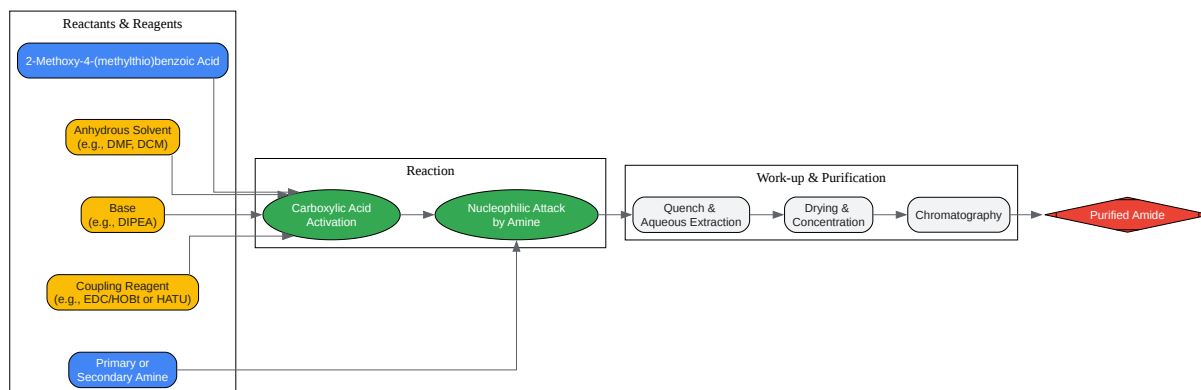 Reactants & Reagents
2-Methoxy-4-(methylthio)benzoic Acid
Anhydrous Solvent
(e.g., DMF, DCM)
Base
(e.g., DIPEA)
Coupling Reagent
(e.g., EDC/HOBt or HATU)
Primary or
Secondary Amine
Reaction
Carboxylic Acid
Activation
Nucleophilic Attack
by Amine
Work-up & Purification
Quench &
Aqueous Extraction
Drying &
Concentration
Chromatography
Purified Amide